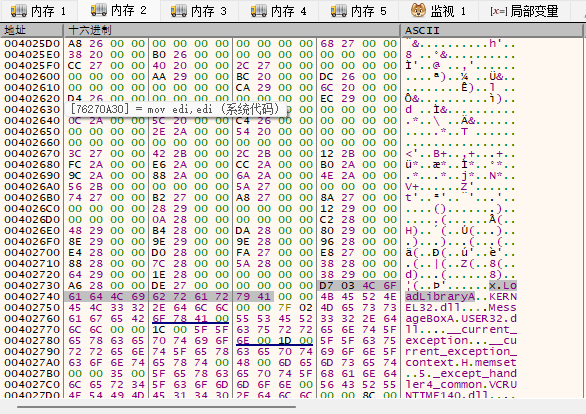 内存 1 内存 2 内存 3 内存 4 内存 5 监视 1 [x=] 局部变量
地址 十六进制 ASCII
004025D0 A8 26 00 00 00 00 00 00 00 00 00 00 68 27 00 00 ¨&..........h'..
004025E0 38 20 00 00 B0 26 00 00 00 00 00 00 00 00 00 00 8 ..°&..........
004025F0 CC 27 00 00 40 20 00 00 2C 27 00 00 00 00 00 00 Ì'..@ ..,'......
00402600 00 00 00 00 AA 29 00 00 BC 20 00 00 DC 26 00 00 ....ª)..¼ ..Ü&..
00402610 00 00 00 00 00 00 00 00 CA 29 00 00 6C 20 00 00 ........Ê)..l ..
00402620 D4 26 EC 29 00 00 Ô&..........ì)..
00402630
[76270A30] = mov edi,edi (系统代码)
00402640 0C 2A 00 00 5C 20 00 00 C4 26 00 00 00 00 00 00 .*..\ ..Ä&......
00402650 00 00 00 00 2E 2A 00 00 54 20 00 00 00 00 00 00 .....*..T ......
00402660 00 00 00 00 00 00 00 00 00 00 00 00 00 00 00 00 ................
00402670 3C 27 00 00 42 2B 00 00 2C 2B 00 00 12 2B 00 00 <'..B+..,+...+..
00402680 FC 2A 00 00 E6 2A 00 00 CC 2A 00 00 B0 2A 00 00 ü*..æ*..Ì*..°*..
00402690 9C 2A 00 00 88 2A 00 00 6A 2A 00 00 4E 2A 00 00 .*...*..j*..N*..
004026A0 56 2B 00 00 00 00 00 00 5A 27 00 00 00 00 00 00 V+......Z'......
004026B0 74 27 00 00 B2 27 00 00 A8 27 00 00 8A 27 00 00 t'..²'..¨'...'..
004026C0 00 00 00 00 28 29 00 00 00 00 00 00 12 29 00 00 ....().......)..
004026D0 00 00 00 00 0A 28 00 00 00 00 00 00 C2 28 00 00 .....(......Â(..
004026E0 48 29 00 00 B4 28 00 00 DA 28 00 00 80 29 00 00 H)..´(..Ú(...)..
004026F0 8E 29 00 00 9E 29 00 00 9E 28 00 00 96 28 00 00 .)...)...(...(..
00402700 E4 28 00 00 D0 28 00 00 FA 27 00 00 E8 27 00 00 ä(..Ð(..ú'..è'..
00402710 88 28 00 00 7C 28 00 00 5A 28 00 00 38 28 00 00 .(..|(..Z(..8(..
00402720 64 29 00 00 1E 28 00 00 00 00 00 00 38 29 00 00 d)...(......8)..
00402730 A6 28 00 00 DE 27 00 00 00 00 00 00 D7 03 4C 6F ¦(..Þ'......×.Lo
00402740 61 64 4C 69 62 72 61 72 79 41 00 00 4B 45 52 4E adLibraryA..KERN
00402750 45 4C 33 32 2E 64 6C 6C 00 00 7F 02 4D 65 73 73 EL32.dll....Mess
00402760 61 67 65 42 6F 78 41 00 55 53 45 52 33 32 2E 64 ageBoxA.USER32.d
00402770 6C 6C 00 00 1C 00 5F 5F 63 75 72 72 65 6E 74 5F ll....__current_
00402780 65 78 63 65 70 74 69 6F 6E 00 1D 00 5F 5F 63 75 exception...__cu
00402790 72 72 65 6E 74 5F 65 78 63 65 70 74 69 6F 6E 5F rrent_exception_
004027A0 63 6F 6E 74 65 78 74 00 48 00 6D 65 6D 73 65 74 context.H.memset
004027B0 00 00 35 00 5F 65 78 63 65 70 74 5F 68 61 6E 64 ..5._except_hand
004027C0 6C 65 72 34 5F 63 6F 6D 6D 6F 6E 00 56 43 52 55 ler4_common.VCRU
004027D0 4E 54 49 4D 45 31 34 30 2E 64 6C 6C 00 00 8C 00 NTIME140.dll....